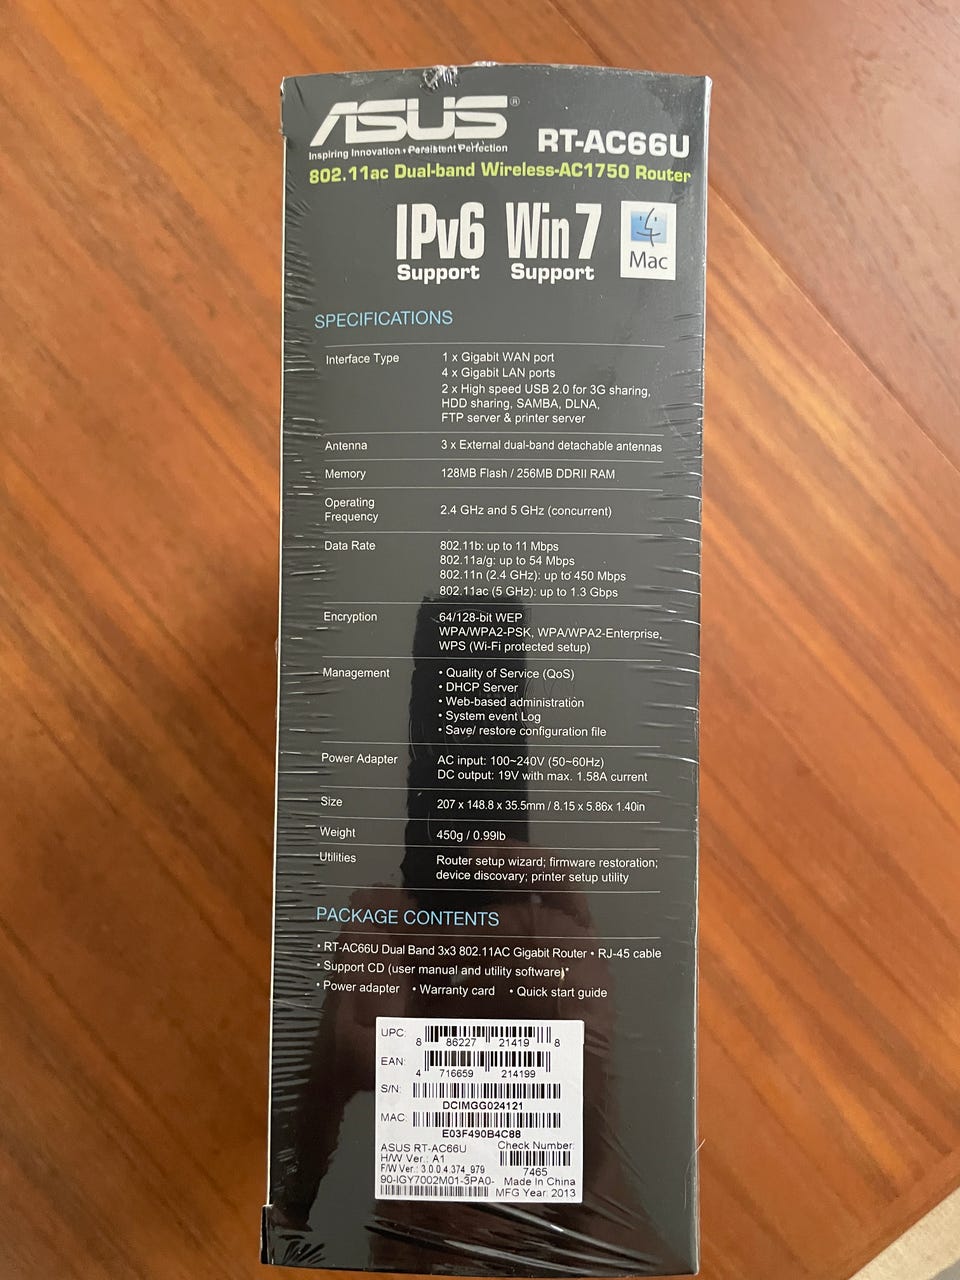 ASUS®
Inspiring Innovation • Persistent Perfection
RT-AC66U
802.11ac Dual-band Wireless-AC1750 Router
IPv6 Support
Win7 Support
Mac
SPECIFICATIONS
Interface Type
1 x Gigabit WAN port
4 x Gigabit LAN ports
2 x High speed USB 2.0 for 3G sharing,
HDD sharing, SAMBA, DLNA,
FTP server & printer server
Antenna
3 x External dual-band detachable antennas
Memory
128MB Flash / 256MB DDRII RAM
Operating
Frequency
2.4 GHz and 5 GHz (concurrent)
Data Rate
802.11b: up to 11 Mbps
802.11a/g: up to 54 Mbps
802.11n (2.4 GHz): up to 450 Mbps
802.11ac (5 GHz): up to 1.3 Gbps
Encryption
64/128-bit WEP
WPA/WPA2-PSK, WPA/WPA2-Enterprise,
WPS (Wi-Fi protected setup)
Management
• Quality of Service (QoS)
• DHCP Server
• Web-based administration
• System event Log
• Save/ restore configuration file
Power Adapter
AC input: 100~240V (50~60Hz)
DC output: 19V with max. 1.58A current
Size
207 x 148.8 x 35.5mm / 8.15 x 5.86x 1.40in
Weight
450g / 0.99lb
Utilities
Router setup wizard; firmware restoration;
device discovary; printer setup utility
PACKAGE CONTENTS
• RT-AC66U Dual Band 3x3 802.11AC Gigabit Router • RJ-45 cable
• Support CD (user manual and utility software)*
• Power adapter • Warranty card • Quick start guide
UPC:
8 86227 21419 8
EAN:
4 716659 214199
S/N:
DCIMGG024121
MAC:
E03F490B4C88
ASUS RT-AC66U
H/W Ver.: A1
F/W Ver.: 3.0.0.4.374_979
90-IGY7002M01-3PA0-
Check Number
7465
Made In China
MFG Year: 2013